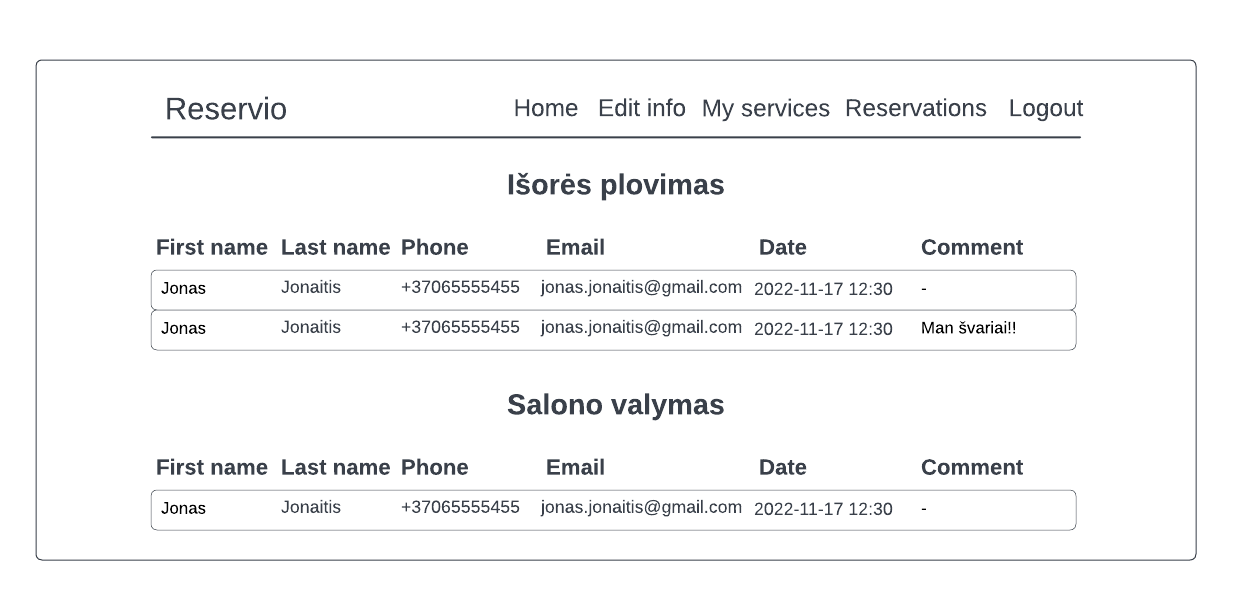 Reservio Home Edit info My services Reservations Logout
Išorės plovimas
First name Last name Phone Email Date Comment
Jonas Jonaitis +37065555455 jonas.jonaitis@gmail.com 2022-11-17 12:30 -
Jonas Jonaitis +37065555455 jonas.jonaitis@gmail.com 2022-11-17 12:30 Man švariai!!
Salono valymas
First name Last name Phone Email Date Comment
Jonas Jonaitis +37065555455 jonas.jonaitis@gmail.com 2022-11-17 12:30 -